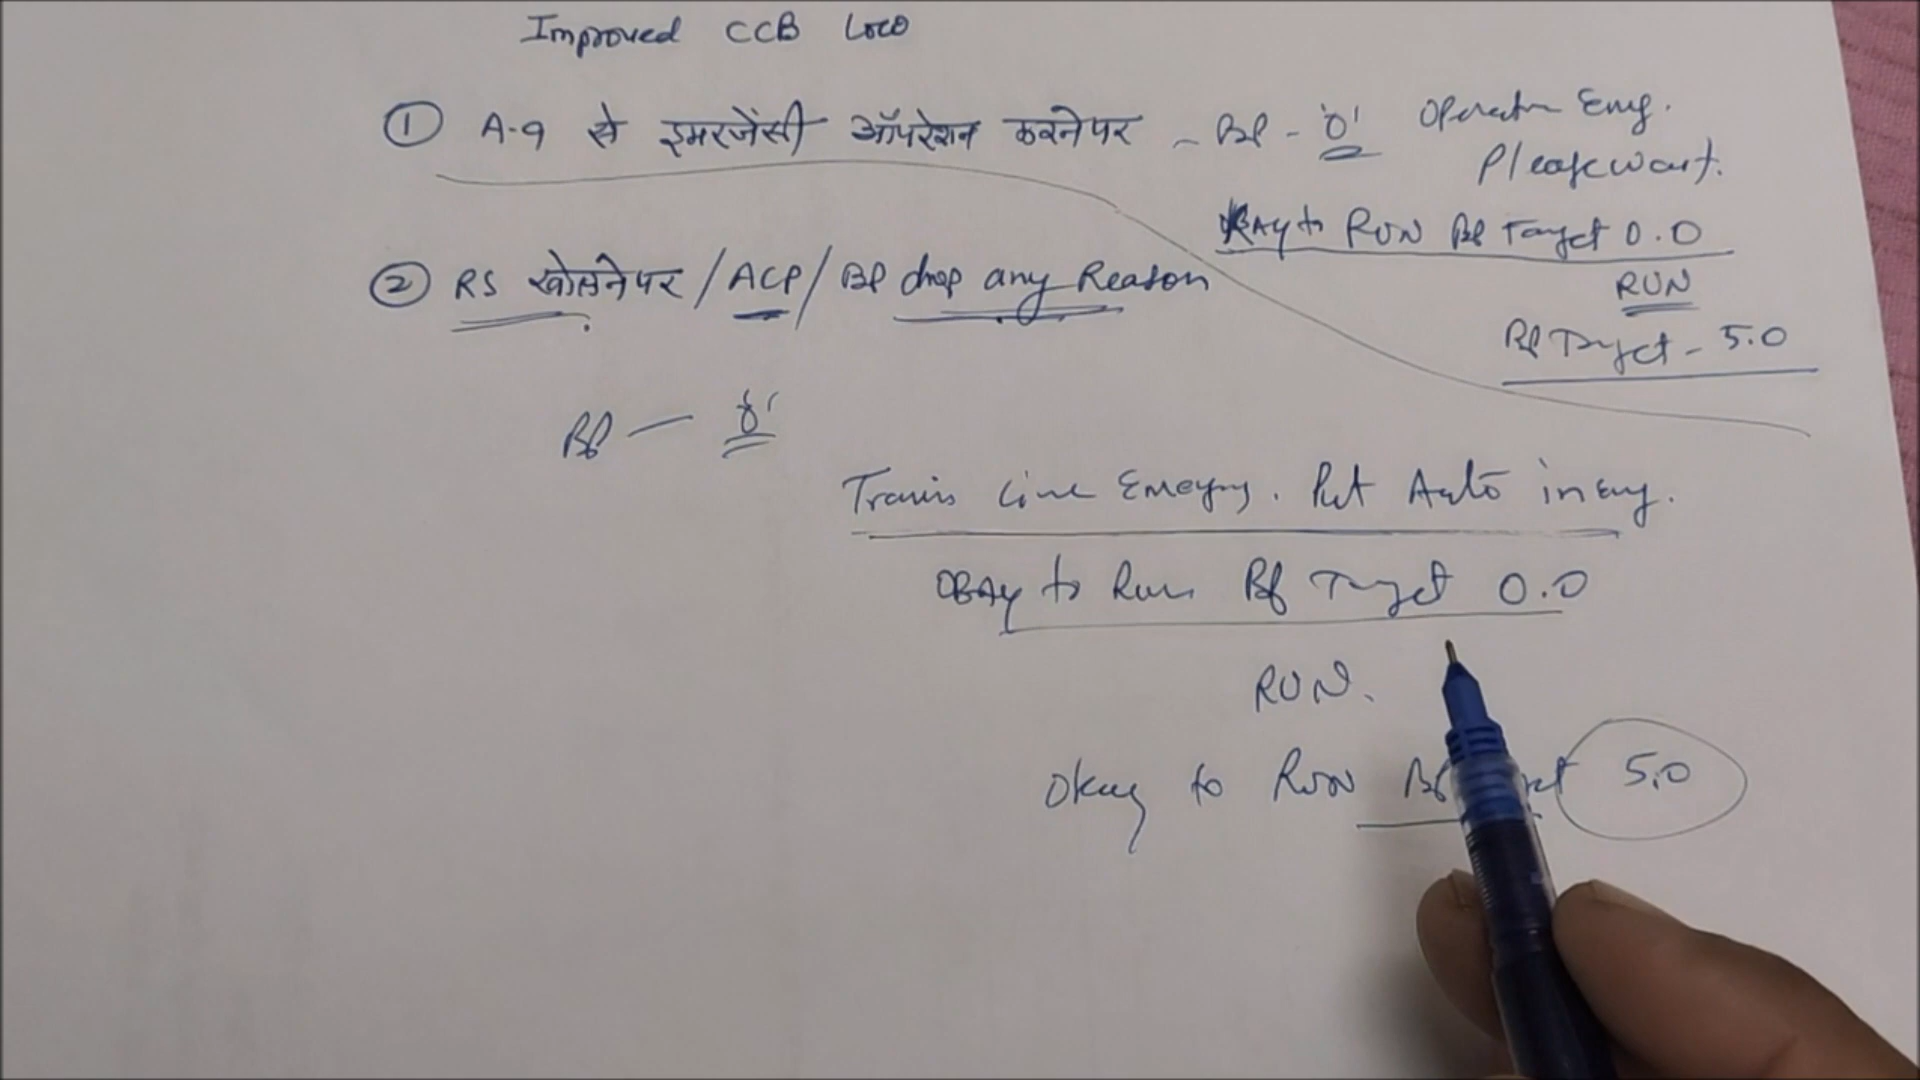 Improved CCB Loco
① A-9 से इमरजेंसी ऑपरेशन करनेपर - BP - '0' Operator Emg.
Please wait.
OKAy to RUN BP Target 0.0
RUN
BP Target - 5.0
② RS खोलनेपर / ACP / BP drop any Reason
BP — '0'
Train Line Emergency. Put Auto in emg.
OKAy to Run BP Target 0.0
RUN.
Okay to Run BP 5.0